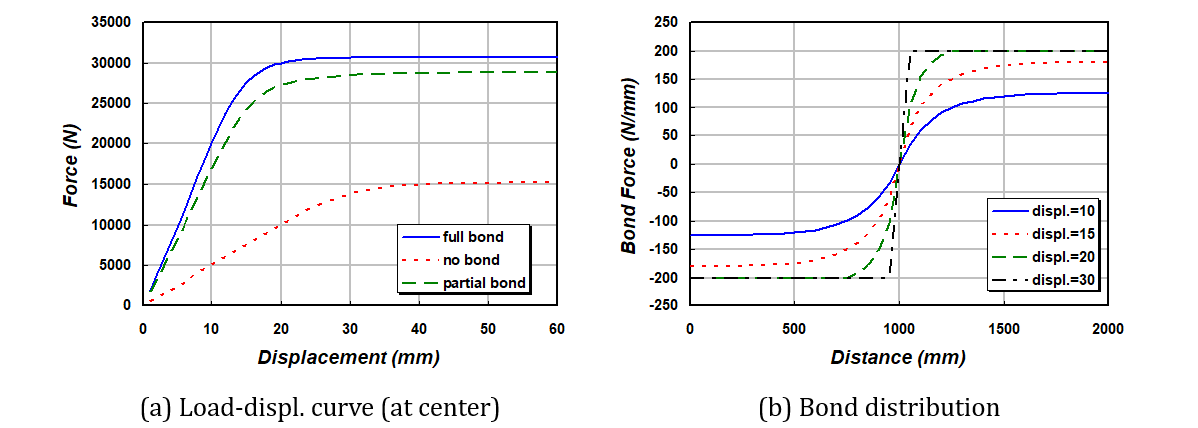 35000
30000
25000
20000
15000
10000
5000
0
Force (N)
full bond
no bond
partial bond
0 10 20 30 40 50 60
Displacement (mm)
(a) Load-displ. curve (at center)
250
200
150
100
50
0
-50
-100
-150
-200
-250
Bond Force (N/mm)
displ.=10
displ.=15
displ.=20
displ.=30
0 500 1000 1500 2000
Distance (mm)
(b) Bond distribution